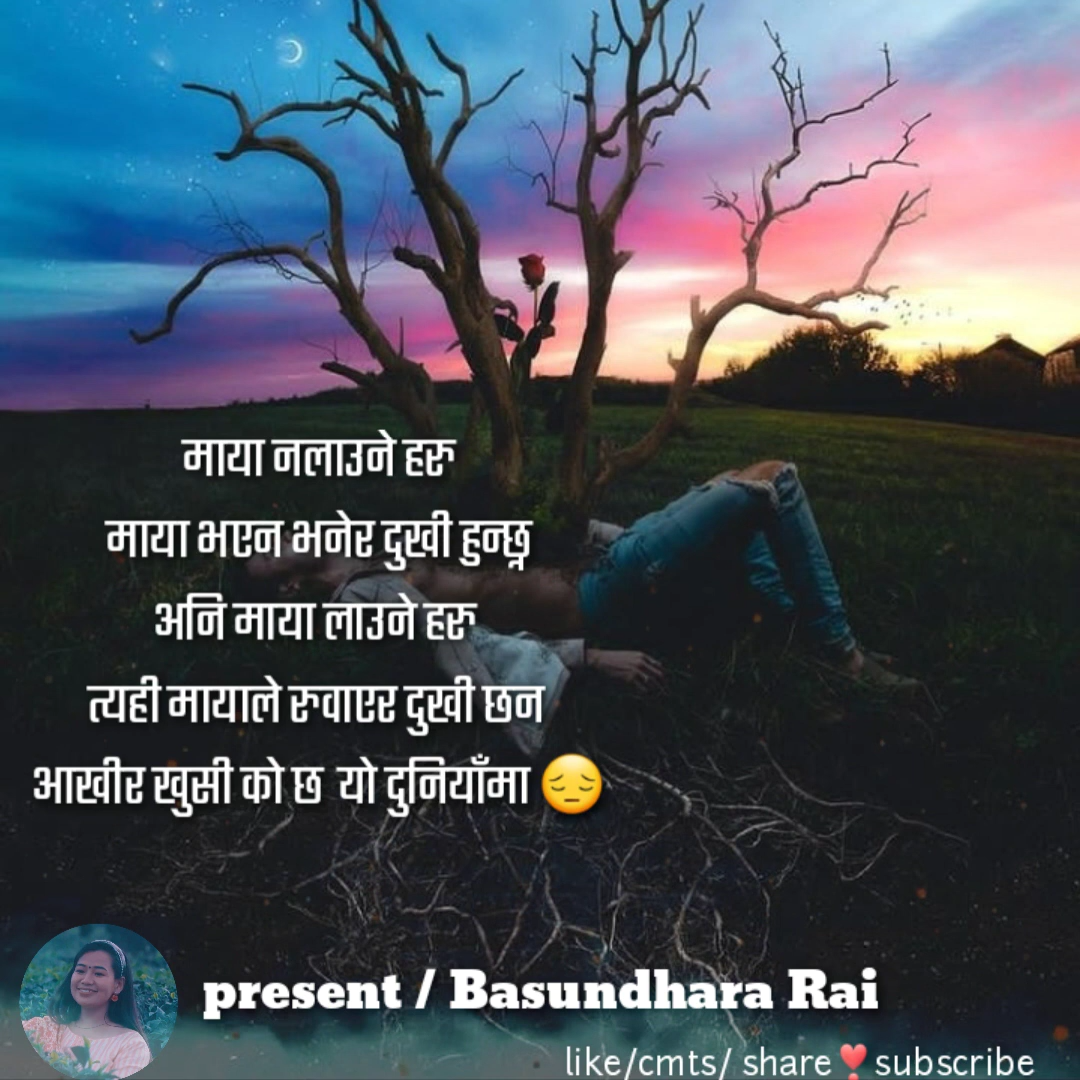 माया नलाउने हरु
माया भएन भनेर दुखी हुन्छ्न
अनि माया लाउने हरु
त्यही मायाले रुवाएर दुखी छन
आखीर खुसी को छ यो दुनियाँमा 😔
present / Basundhara Rai
like/cmts/ share❣️subscribe